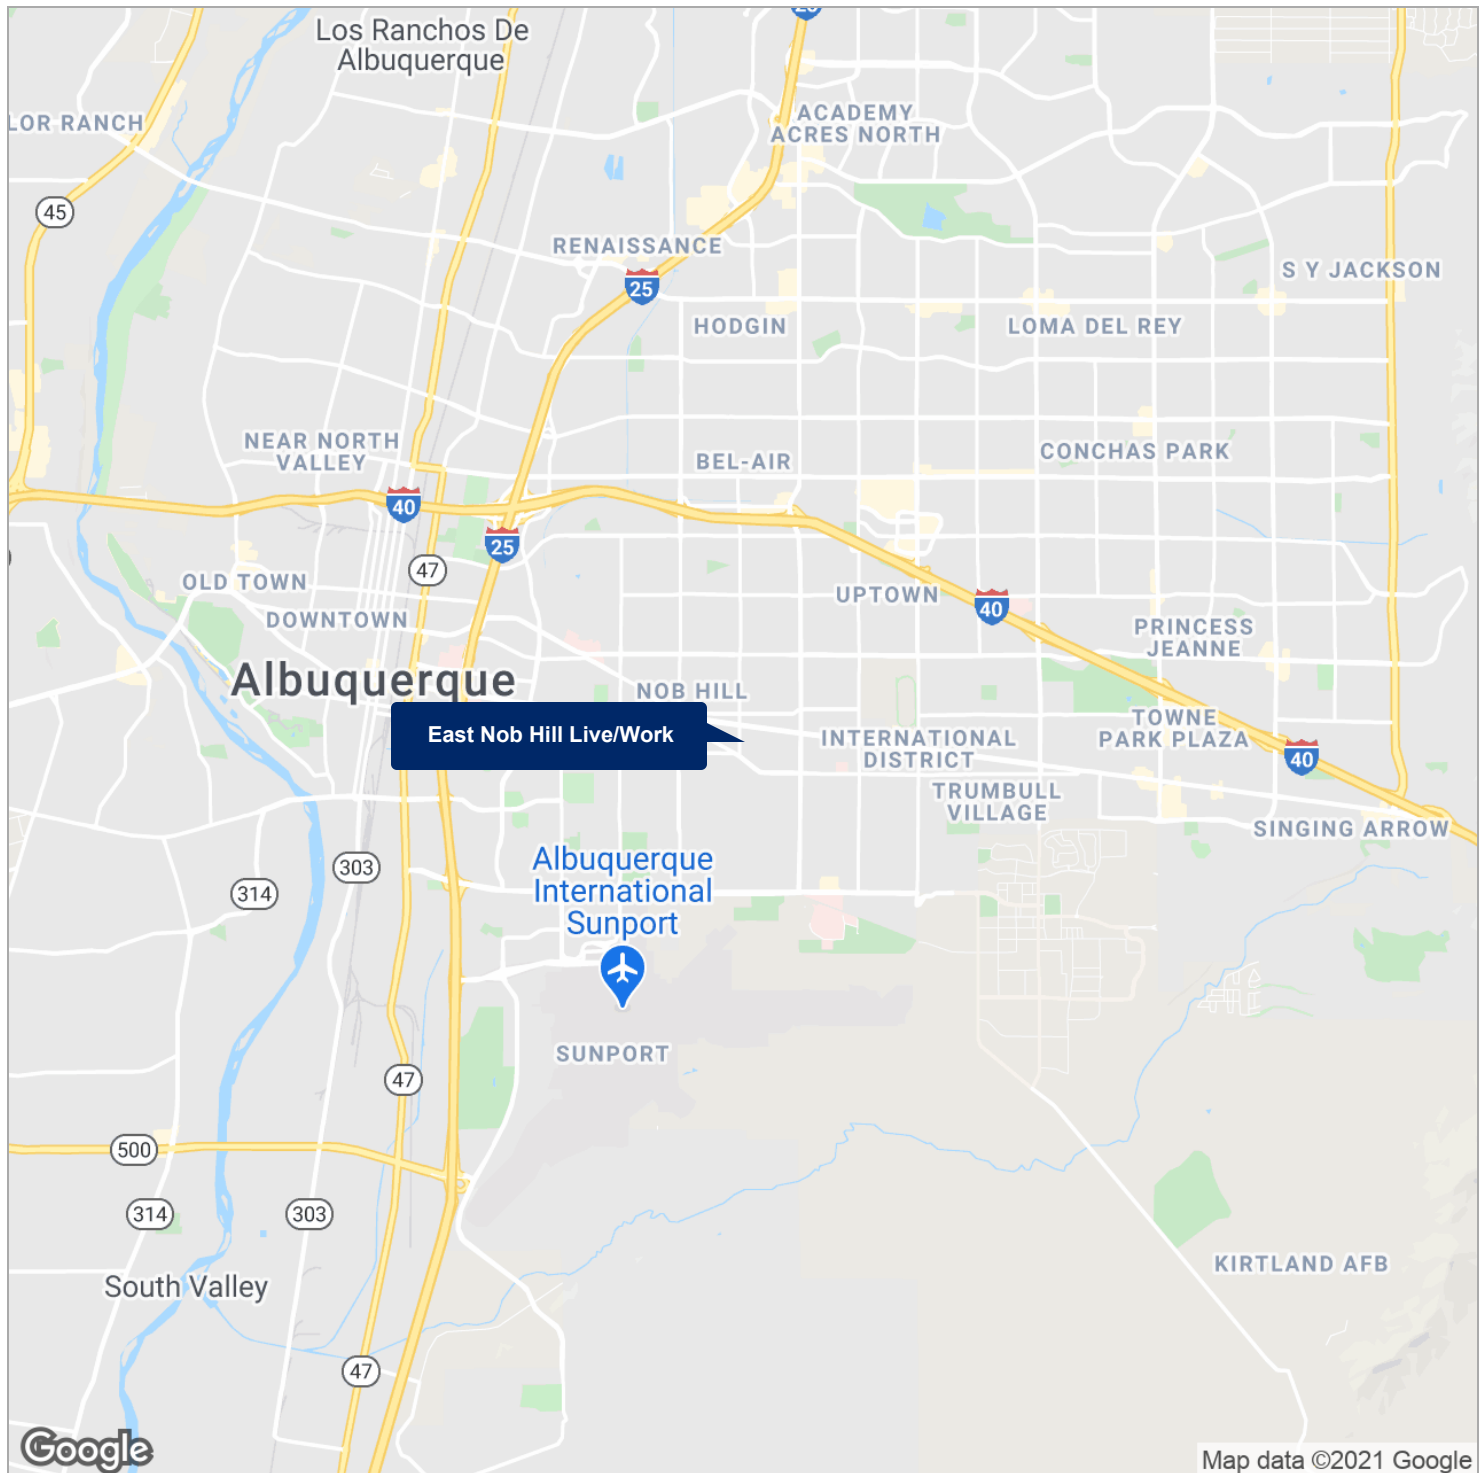 25
Los Ranchos De
Albuquerque
LOR RANCH
ACADEMY
ACRES NORTH
45
RENAISSANCE
25
S Y JACKSON
HODGIN
LOMA DEL REY
NEAR NORTH
VALLEY
BEL-AIR
CONCHAS PARK
40
25
47
OLD TOWN
UPTOWN
40
DOWNTOWN
PRINCESS
JEANNE
Albuquerque
NOB HILL
East Nob Hill Live/Work
INTERNATIONAL
DISTRICT
TOWNE
PARK PLAZA
40
TRUMBULL
VILLAGE
SINGING ARROW
303
314
Albuquerque
International
Sunport
SUNPORT
47
500
314
303
KIRTLAND AFB
South Valley
47
Google
Map data ©2021 Google